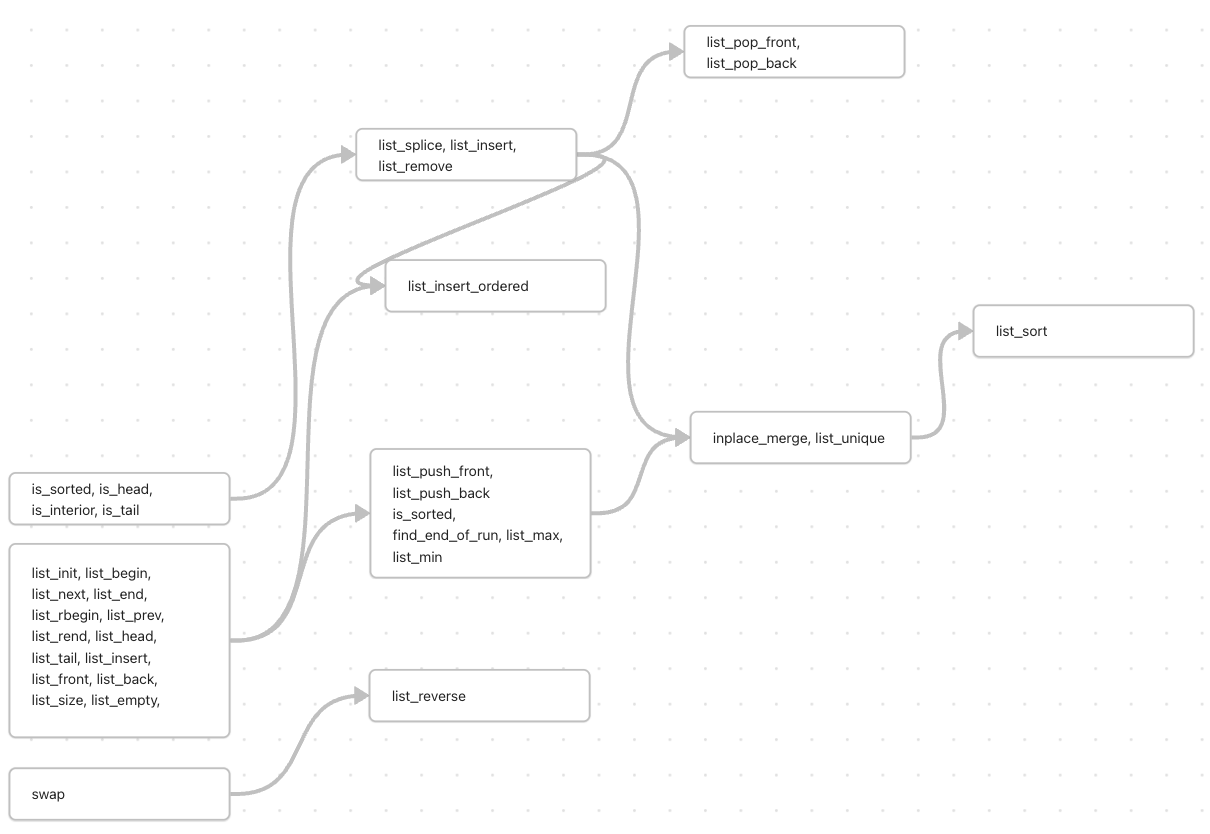 list_pop_front,
list_pop_back
list_splice, list_insert,
list_remove
list_insert_ordered
list_sort
inplace_merge, list_unique
list_push_front,
list_push_back
is_sorted,
find_end_of_run, list_max,
list_min
is_sorted, is_head,
is_interior, is_tail
list_init, list_begin,
list_next, list_end,
list_rbegin, list_prev,
list_rend, list_head,
list_tail, list_insert,
list_front, list_back,
list_size, list_empty,
list_reverse
swap